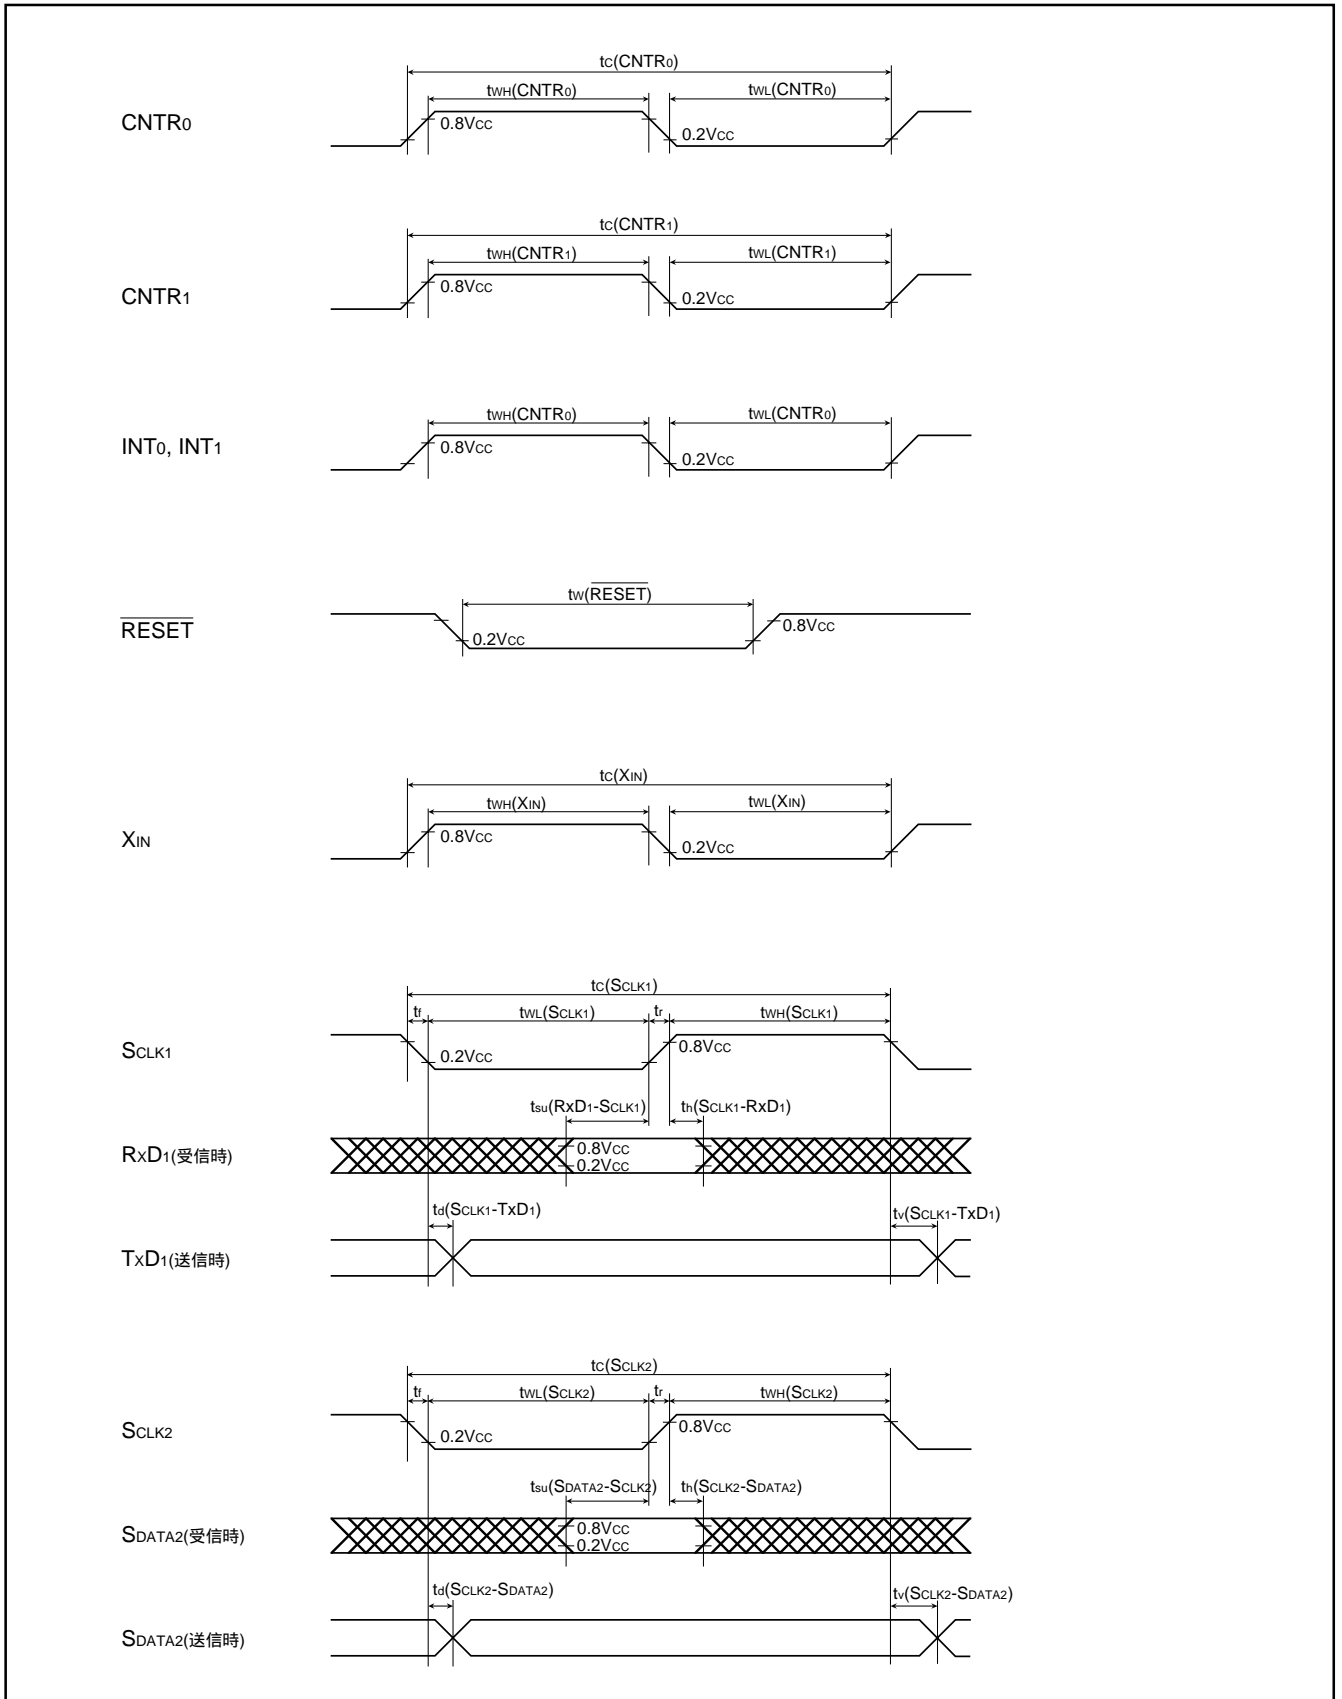 tC(CNTR0)
tWH(CNTR0) tWL(CNTR0)
CNTR0 0.8VCC 0.2VCC
tC(CNTR1)
tWH(CNTR1) tWL(CNTR1)
CNTR1 0.8VCC 0.2VCC
tWH(CNTR0) tWL(CNTR0)
INT0, INT1 0.8VCC 0.2VCC
tW(RESET)
RESET 0.2VCC 0.8VCC
tC(XIN)
tWH(XIN) tWL(XIN)
XIN 0.8VCC 0.2VCC
tC(SCLK1)
tf tWL(SCLK1) tr tWH(SCLK1)
SCLK1 0.2VCC 0.8VCC
tsu(RxD1-SCLK1) th(SCLK1-RxD1)
RXD1(受信時) 0.8VCC
0.2VCC
td(SCLK1-TxD1) tv(SCLK1-TxD1)
TXD1(送信時)
tC(SCLK2)
tf tWL(SCLK2) tr tWH(SCLK2)
SCLK2 0.2VCC 0.8VCC
tsu(SDATA2-SCLK2) th(SCLK2-SDATA2)
SDATA2(受信時) 0.8VCC
0.2VCC
td(SCLK2-SDATA2) tv(SCLK2-SDATA2)
SDATA2(送信時)